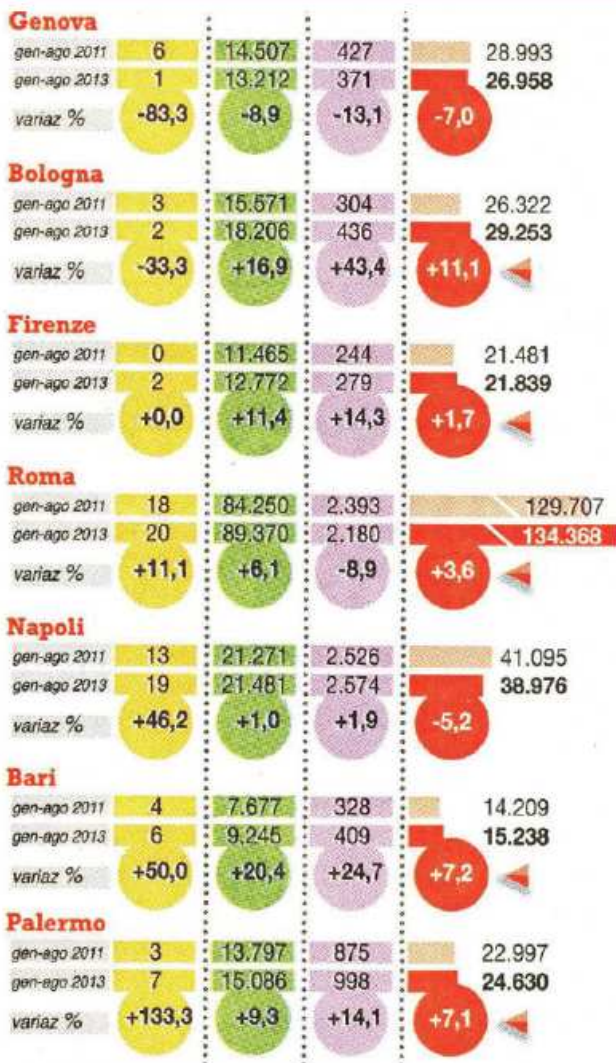 Genova
gen-ago 2011 6 14.507 427 28.993
gen-ago 2013 1 13.212 371 26.958
variaz % -83,3 -8,9 -13,1 -7,0
Bologna
gen-ago 2011 3 15.571 304 26.322
gen-ago 2013 2 18.206 436 29.253
variaz % -33,3 +16,9 +43,4 +11,1
Firenze
gen-ago 2011 0 11.465 244 21.481
gen-ago 2013 2 12.772 279 21.839
variaz % +0,0 +11,4 +14,3 +1,7
Roma
gen-ago 2011 18 84.250 2.393 129.707
gen-ago 2013 20 89.370 2.180 134.368
variaz % +11,1 +6,1 -8,9 +3,6
Napoli
gen-ago 2011 13 21.271 2.526 41.095
gen-ago 2013 19 21.481 2.574 38.976
variaz % +46,2 +1,0 +1,9 -5,2
Bari
gen-ago 2011 4 7.677 328 14.209
gen-ago 2013 6 9.245 409 15.238
variaz % +50,0 +20,4 +24,7 +7,2
Palermo
gen-ago 2011 3 13.797 875 22.997
gen-ago 2013 7 15.086 998 24.630
variaz % +133,3 +9,3 +14,1 +7,1